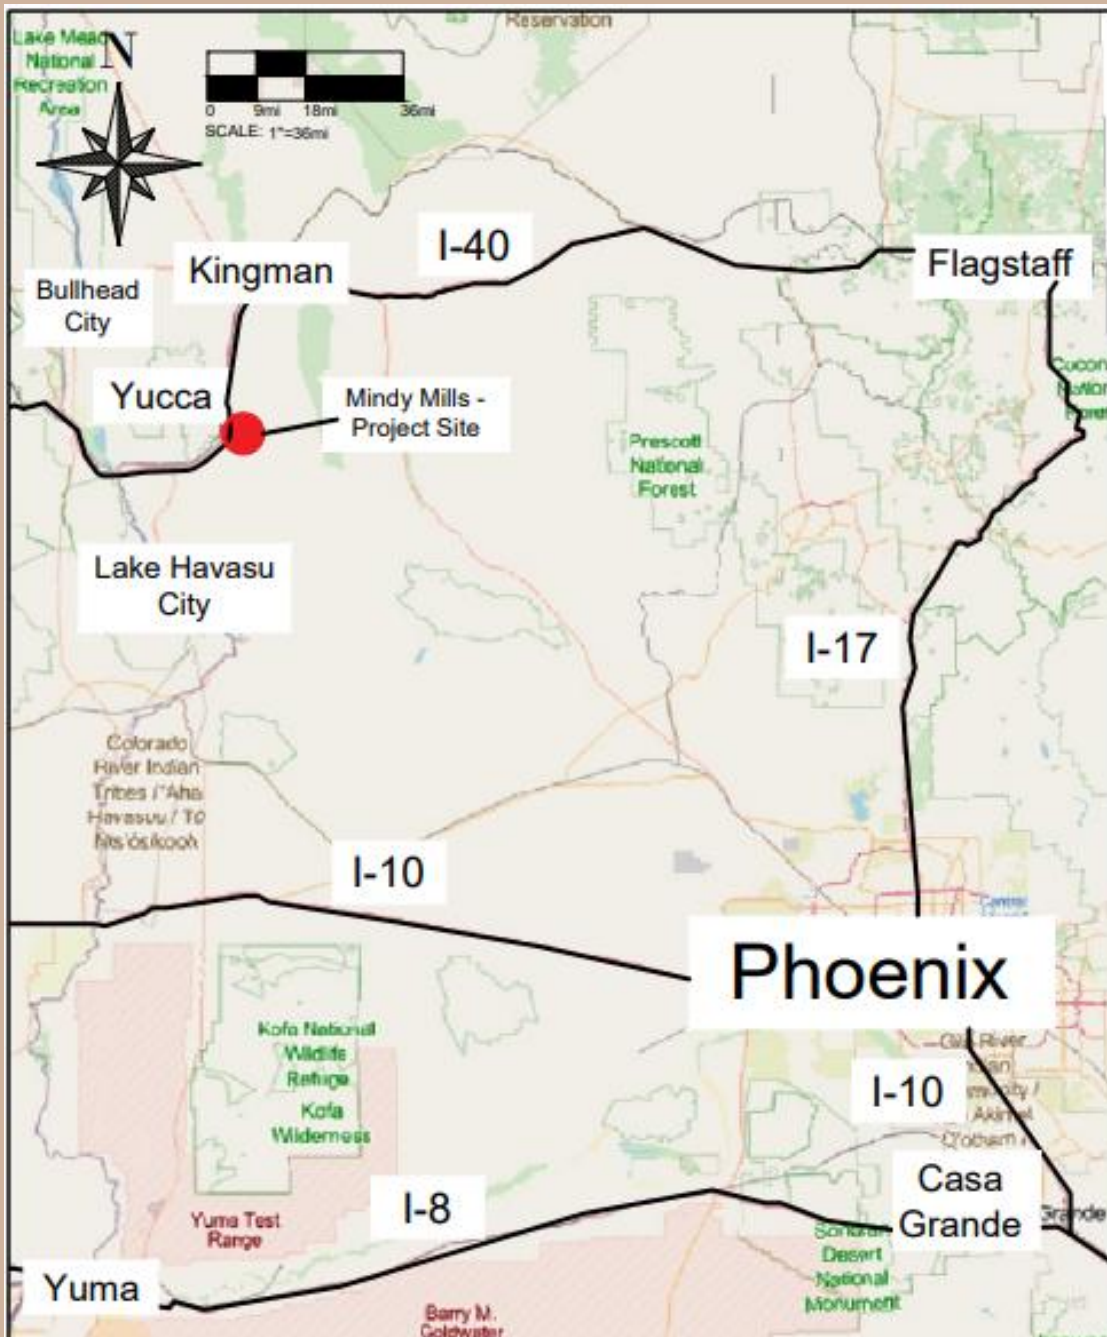 Reservation
Lake Mead
National
Recreation
Area
N
0 9mi 18mi 36mi
SCALE: 1"=36mi
I-40
Kingman
Flagstaff
Bullhead
City
Yucca
Mindy Mills -
Project Site
Prescott
National
Forest
Lake Havasu
City
I-17
Colorado
River Indian
Tribes
I-10
Phoenix
Kofa National
Wildlife
Refuge
Kofa
Wilderness
I-10
Casa
Grande
Grande
I-8
Yuma Test
Range
Desert
National
Monument
Yuma
Barry M.
Goldwater